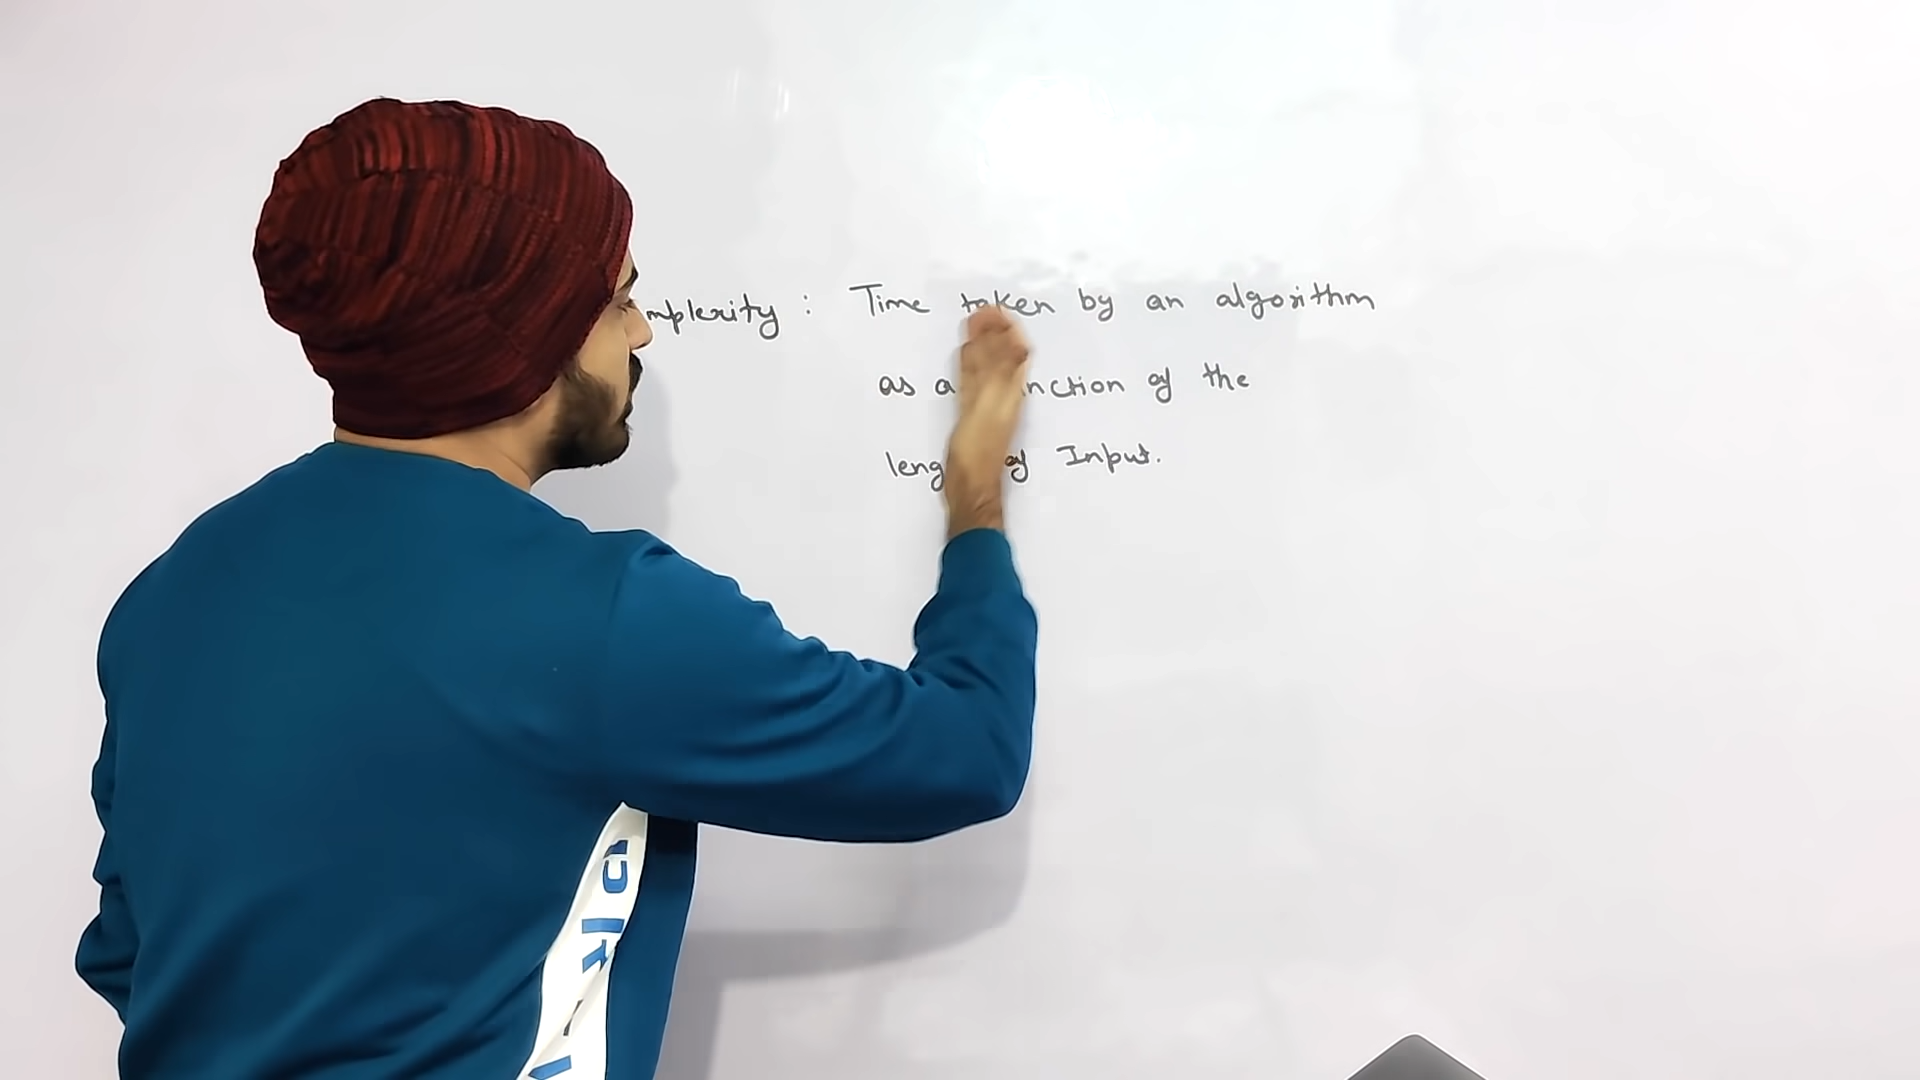 mplexity : Time taken by an algorithm
as a nction of the
leng of Input.